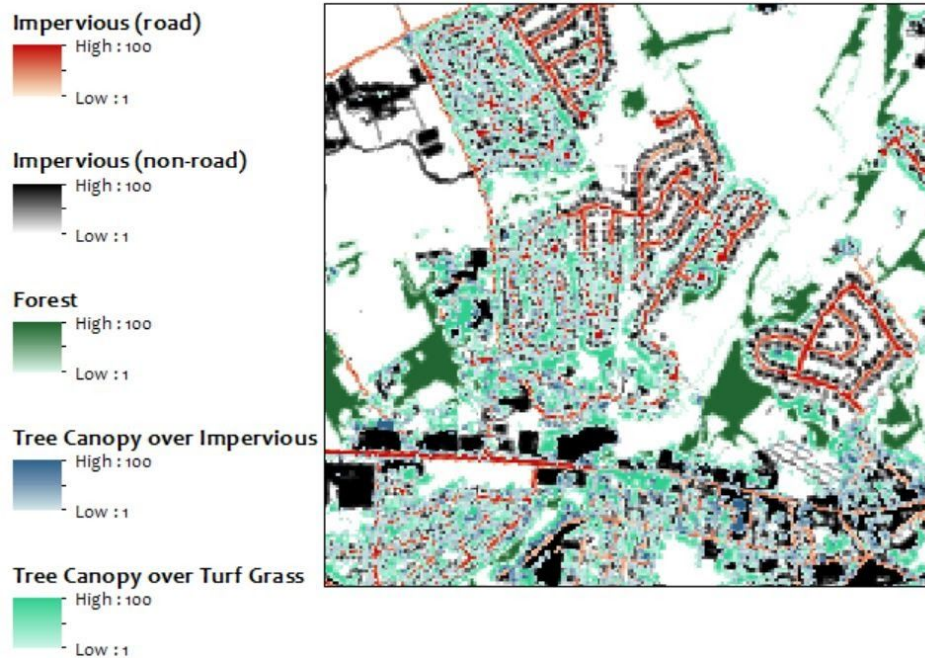 Impervious (road)
High : 100
Low : 1
Impervious (non-road)
High : 100
Low : 1
Forest
High : 100
Low : 1
Tree Canopy over Impervious
High : 100
Low : 1
Tree Canopy over Turf Grass
High : 100
Low : 1